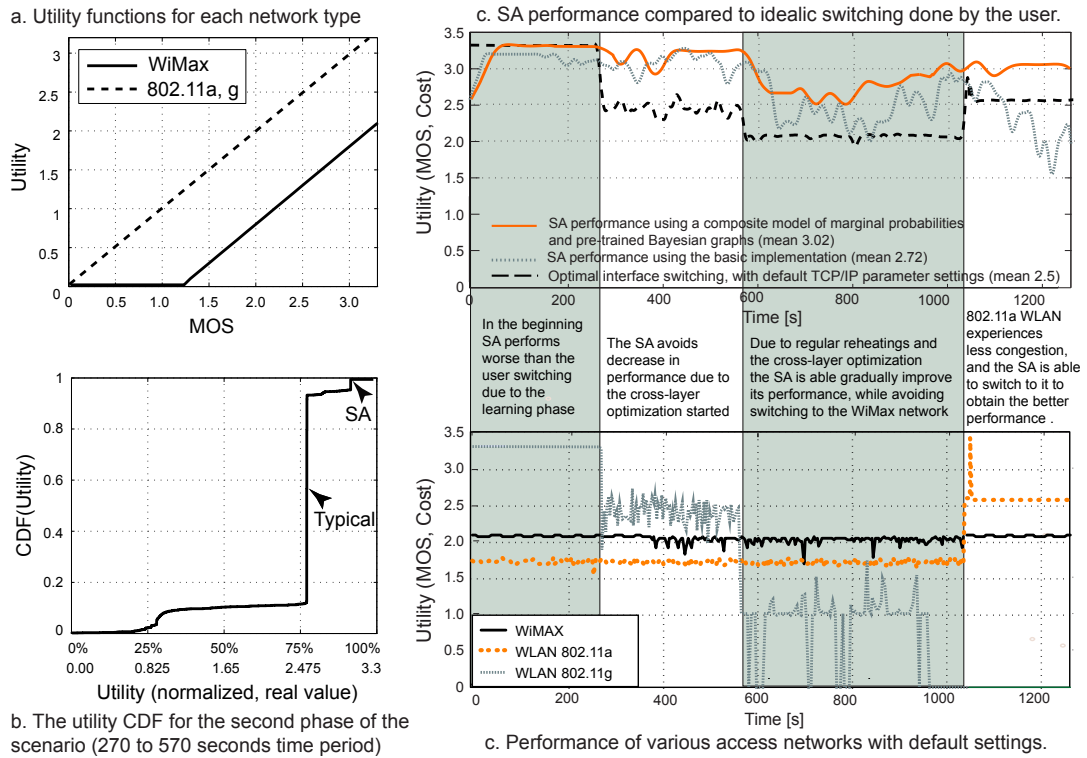 a. Utility functions for each network type
3
2.5
2
1.5
1
0.5
0
Utility
WiMax
802.11a, g
0
0.5
1.0
1.5
2.0
2.5
3.0
MOS
1
0.8
0.6
0.4
0.2
0
CDF(Utility)
SA
Typical
0% 25% 50% 75% 100%
0.00 0.825 1.65 2.475 3.3
Utility (normalized, real value)
b. The utility CDF for the second phase of the
scenario (270 to 570 seconds time period)
c. SA performance compared to idealic switching done by the user.
3.5
3.0
2.5
2.0
1.5
1.0
0.5
0
Utility (MOS, Cost)
SA performance using a composite model of marginal probabilities
and pre-trained Bayesian graphs (mean 3.02)
SA performance using the basic implementation (mean 2.72)
Optimal interface switching, with default TCP/IP parameter settings (mean 2.5)
0 200 400 600 800 1000 1200
Time [s]
In the beginning
SA performs
worse than the
user switching
due to the
learning phase
The SA avoids
decrease in
performance due to
the cross-layer
optimization started
Due to regular reheatings and
the cross-layer optimization
the SA is able gradually improve
its performance, while avoiding
switching to the WiMax network
802.11a WLAN
experiences
less congestion,
and the SA is able
to switch to it to
obtain the better
performance .
3.5
3.0
2.5
2.0
1.5
1.0
0.5
0
Utility (MOS, Cost)
WiMAX
WLAN 802.11a
WLAN 802.11g
0 200 400 600 800 1000 1200
Time [s]
c. Performance of various access networks with default settings.